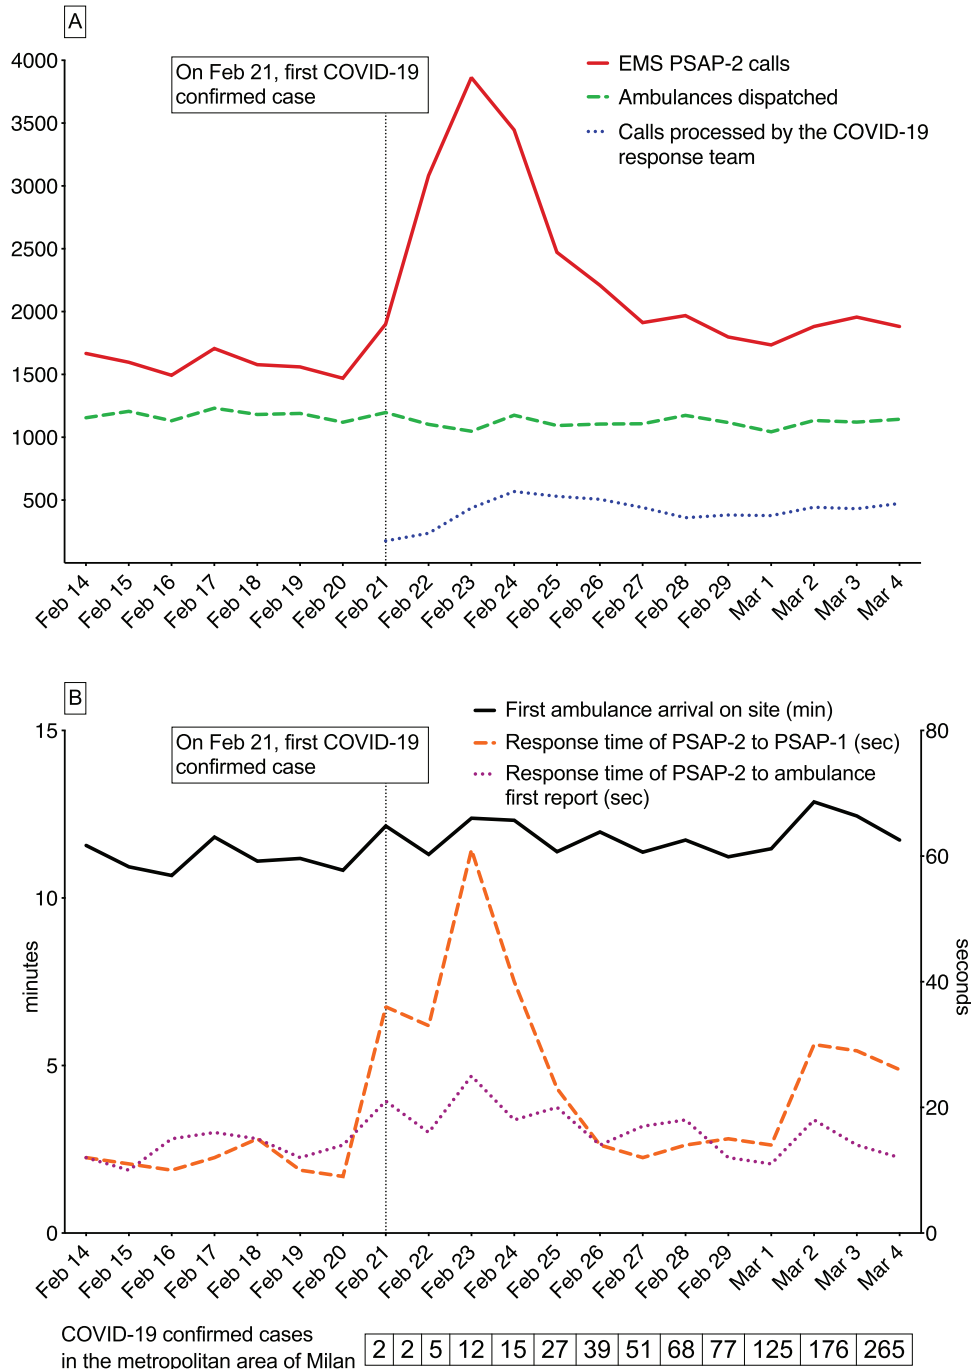 A
4000
3500
3000
2500
2000
1500
1000
500
On Feb 21, first COVID-19
confirmed case
EMS PSAP-2 calls
Ambulances dispatched
Calls processed by the COVID-19
response team
Feb 14
Feb 15
Feb 16
Feb 17
Feb 18
Feb 19
Feb 20
Feb 21
Feb 22
Feb 23
Feb 24
Feb 25
Feb 26
Feb 27
Feb 28
Feb 29
Mar 1
Mar 2
Mar 3
Mar 4
B
First ambulance arrival on site (min)
Response time of PSAP-2 to PSAP-1 (sec)
Response time of PSAP-2 to ambulance
first report (sec)
On Feb 21, first COVID-19
confirmed case
15
10
5
0
minutes
80
60
40
20
0
seconds
Feb 14
Feb 15
Feb 16
Feb 17
Feb 18
Feb 19
Feb 20
Feb 21
Feb 22
Feb 23
Feb 24
Feb 25
Feb 26
Feb 27
Feb 28
Feb 29
Mar 1
Mar 2
Mar 3
Mar 4
COVID-19 confirmed cases
in the metropolitan area of Milan
2 2 5 12 15 27 39 51 68 77 125 176 265